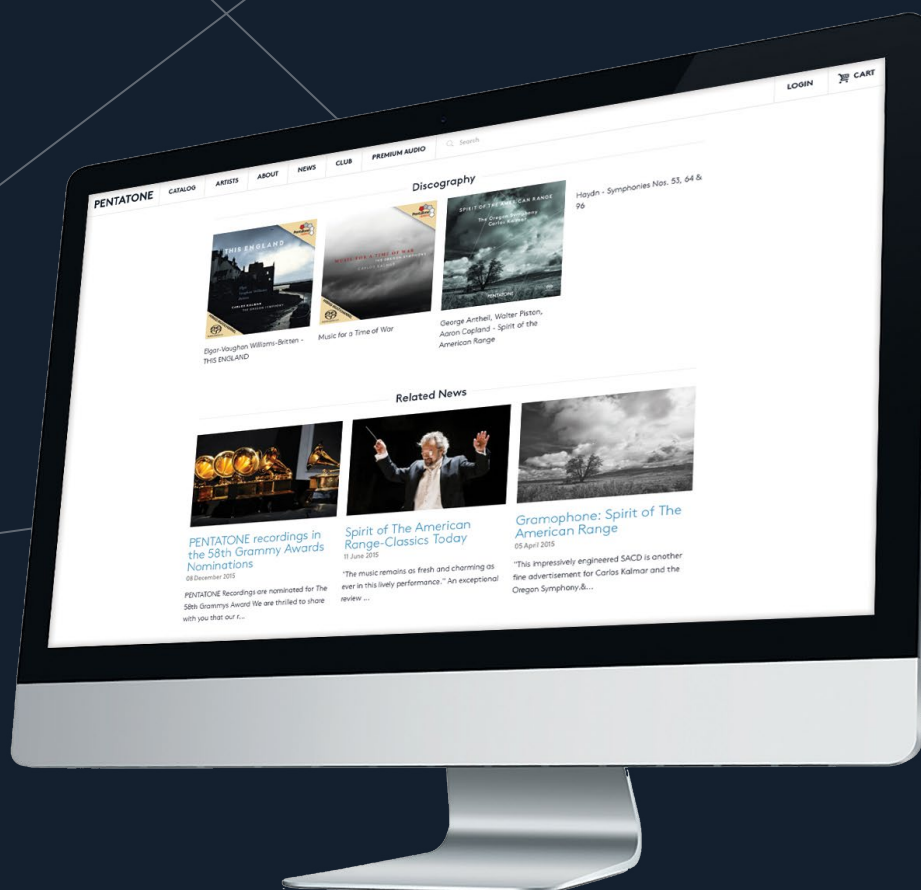 LOGIN
CART
PENTATONE
CATALOG
ARTISTS
ABOUT
NEWS
CLUB
PREMIUM AUDIO
Search
Discography
THIS ENGLAND
MUSIC FOR A TIME OF WAR
SPIRIT OF THE AMERICAN RANGE
The Oregon Symphony
Carlos Kalmar
PENTATONE
Elgar-Vaughan Williams-Britten -
THIS ENGLAND
Music for a Time of War
George Antheil, Walter Piston,
Aaron Copland - Spirit of the
American Range
Haydn - Symphonies Nos. 53, 64 &
96
Related News
PENTATONE recordings in
the 58th Grammy Awards
Nominations
08 December 2015
PENTATONE Recordings are nominated for The
58th Grammys Award We are thrilled to share
with you that our r...
Spirit of The American
Range-Classics Today
11 June 2015
"The music remains as fresh and charming as
ever in this lively performance." An exceptional
review ...
Gramophone: Spirit of The
American Range
05 April 2015
"This impressively engineered SACD is another
fine advertisement for Carlos Kalmar and the
Oregon Symphony.&...